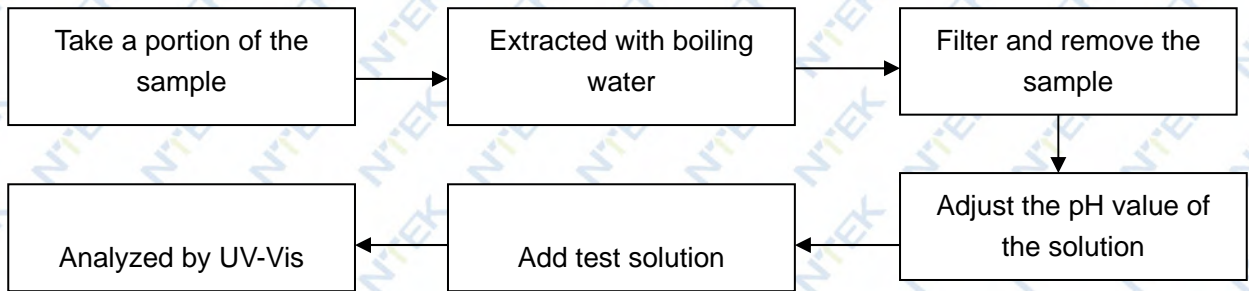 Take a portion of the
sample
Extracted with boiling
water
Filter and remove the
sample
Adjust the pH value of
the solution
Add test solution
Analyzed by UV-Vis
NTEK